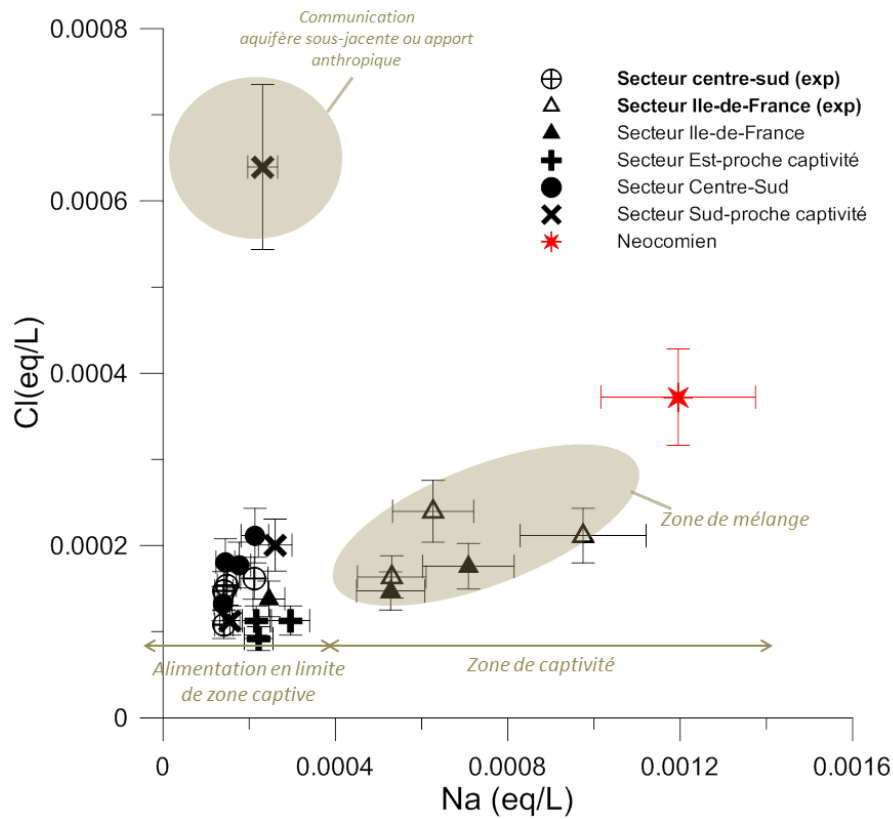 Communication
aquifère sous-jacente ou apport
anthropique
0.0008
0.0006
0.0004
0.0002
0
Cl(eq/L)
Secteur centre-sud (exp)
Secteur Ile-de-France (exp)
Secteur Ile-de-France
Secteur Est-proche captivité
Secteur Centre-Sud
Secteur Sud-proche captivité
Neocomien
Zone de mélange
Alimentation en limite
de zone captive
Zone de captivité
0
0.0004
0.0008
0.0012
0.0016
Na (eq/L)